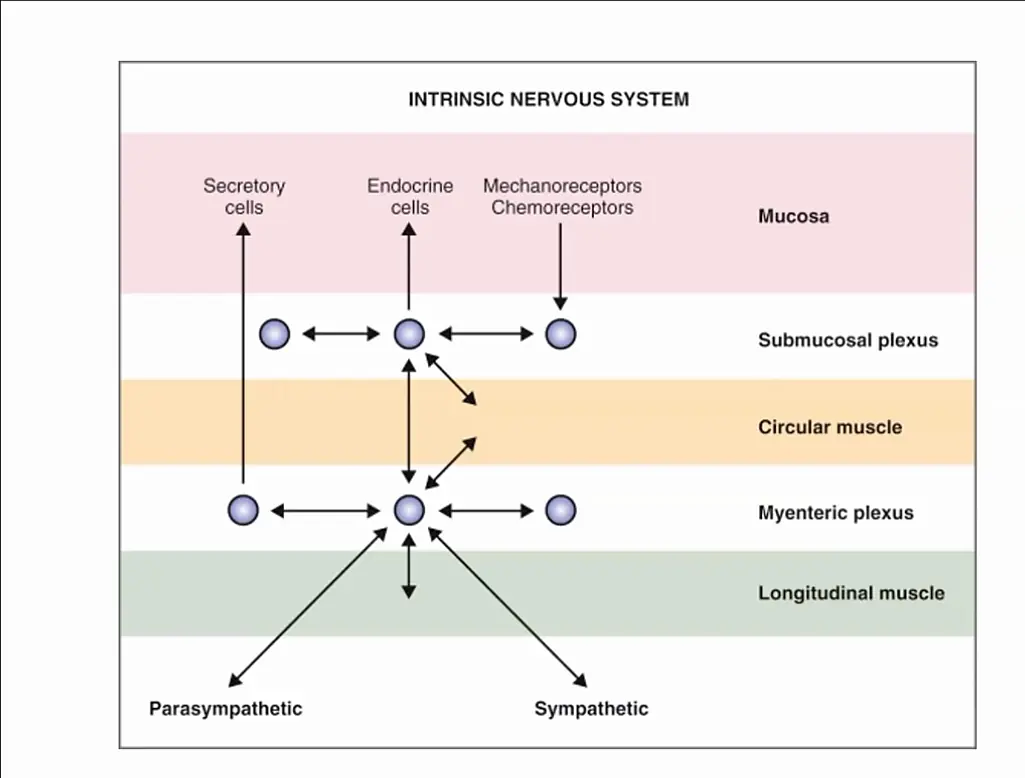 INTRINSIC NERVOUS SYSTEM
Secretory
cells
Endocrine
cells
Mechanoreceptors
Chemoreceptors
Mucosa
Submucosal plexus
Circular muscle
Myenteric plexus
Longitudinal muscle
Parasympathetic
Sympathetic